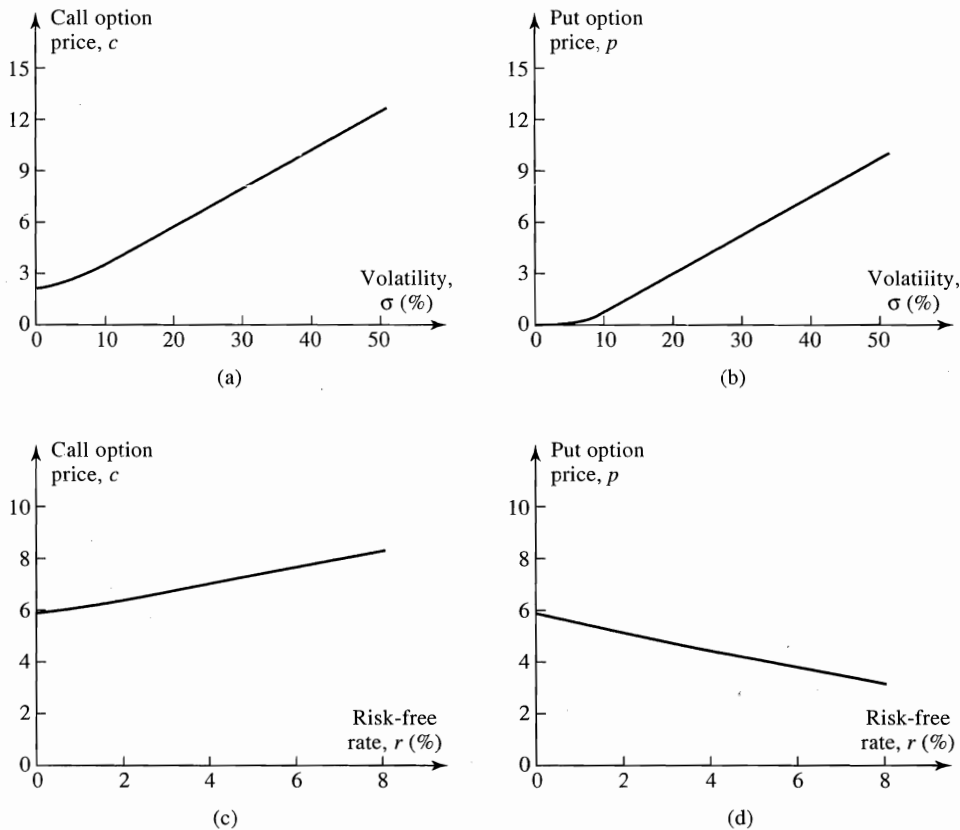 Call option
price, c
15
12
9
6
3
0
Volatility,
σ (%)
0 10 20 30 40 50
(a)
Put option
price, p
15
12
9
6
3
0
Volatility,
σ (%)
0 10 20 30 40 50
(b)
Call option
price, c
10
8
6
4
2
0
Risk-free
rate, r (%)
0 2 4 6 8
(c)
Put option
price, p
10
8
6
4
2
0
Risk-free
rate, r (%)
0 2 4 6 8
(d)